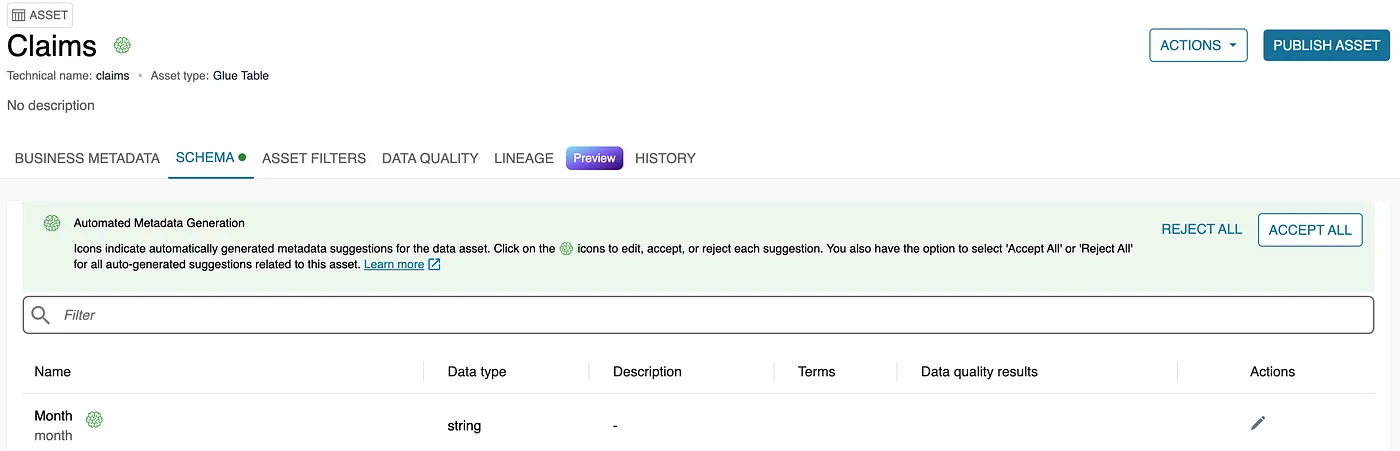 ASSET
Claims
ACTIONS
PUBLISH ASSET
Technical name: claims • Asset type: Glue Table
No description
BUSINESS METADATA SCHEMA ASSET FILTERS DATA QUALITY LINEAGE Preview HISTORY
Automated Metadata Generation
Icons indicate automatically generated metadata suggestions for the data asset. Click on the icons to edit, accept, or reject each suggestion. You also have the option to select 'Accept All' or 'Reject All'
for all auto-generated suggestions related to this asset. Learn more
REJECT ALL
ACCEPT ALL
Filter
Name Data type Description Terms Data quality results Actions
Month
month
string
-